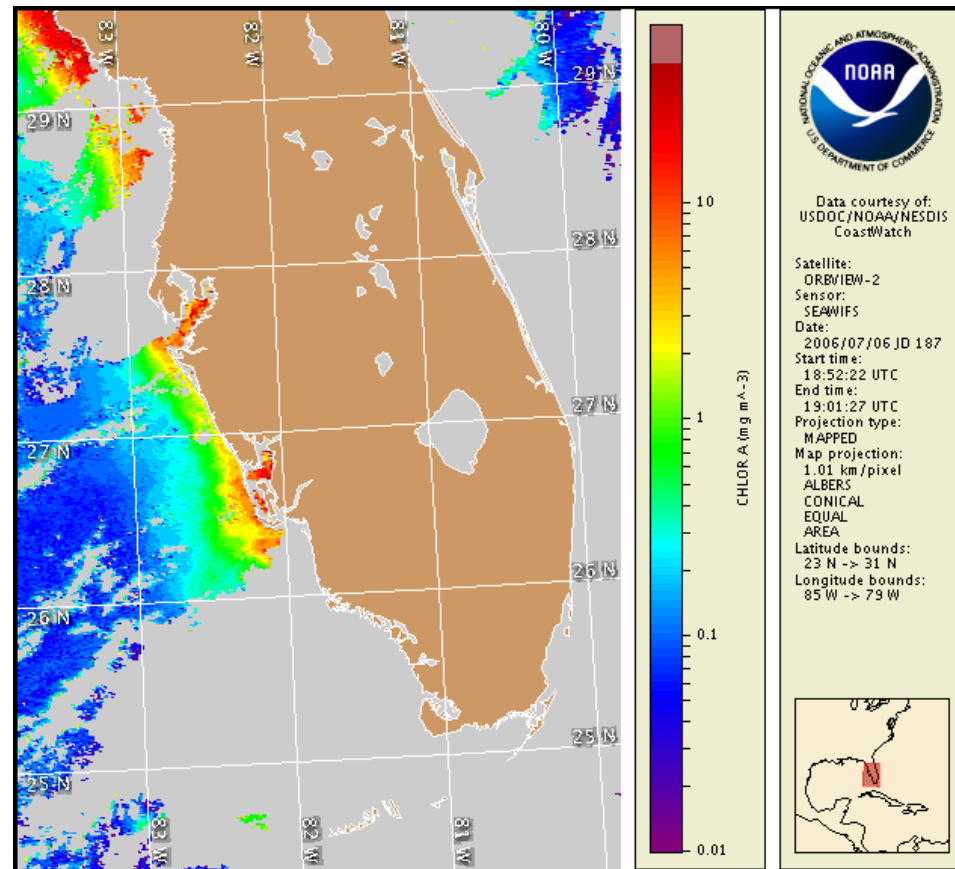 83 W
82 W
81 W
80 W
29 N
29 N
28 N
28 N
27 N
27 N
26 N
26 N
25 N
25 N
83 W
82 W
81 W
CHLOR A (mg m^-3)
10
1
0.1
0.01
NATIONAL OCEANIC AND ATMOSPHERIC ADMINISTRATION
NOAA
U.S. DEPARTMENT OF COMMERCE
Data courtesy of:
USDOC/NOAA/NESDIS
CoastWatch
Satellite:
ORBVIEW-2
Sensor:
SEAWIFS
Date:
2006/07/06 JD 187
Start time:
18:52:22 UTC
End time:
19:01:27 UTC
Projection type:
MAPPED
Map projection:
1.01 km/pixel
ALBERS
CONICAL
EQUAL
AREA
Latitude bounds:
23 N -> 31 N
Longitude bounds:
85 W -> 79 W